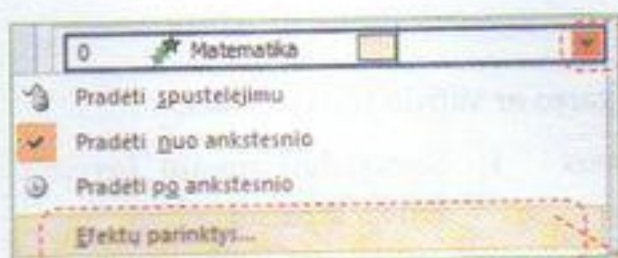 0 Matematika
Pradėti spustelėjimu
Pradėti nuo ankstesnio
Pradėti po ankstesnio
Efektų parinktys...